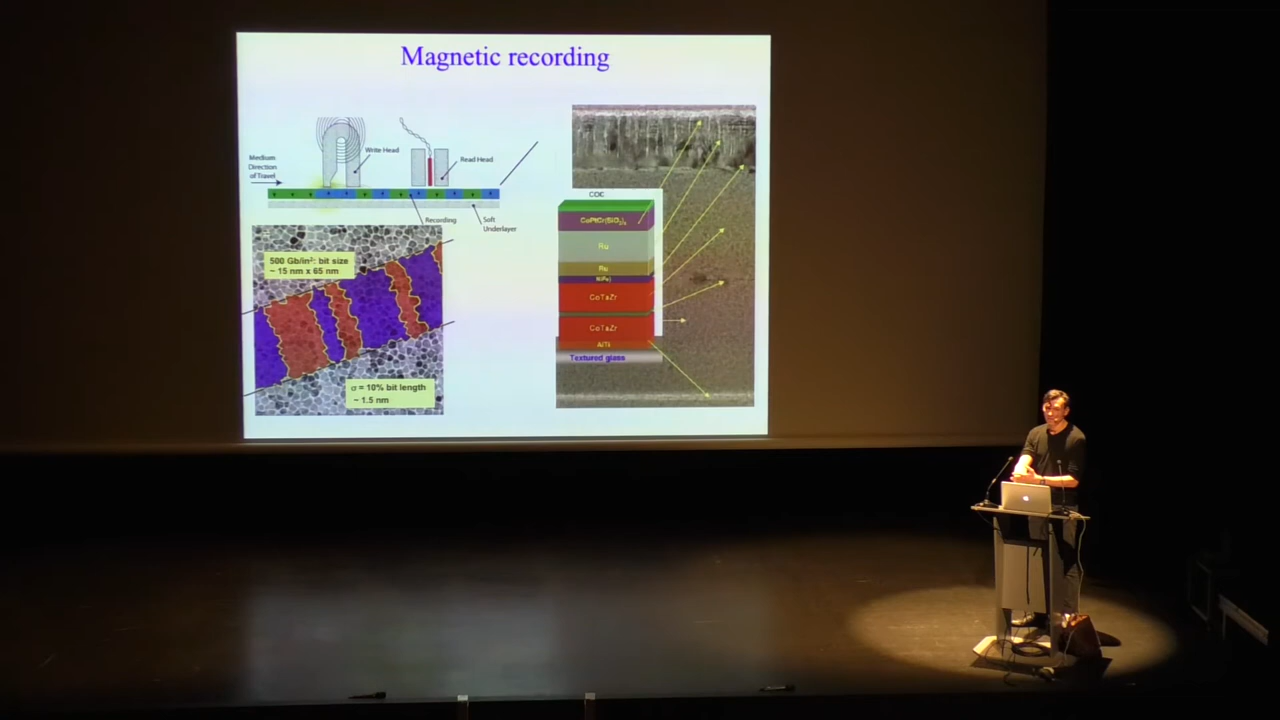 Magnetic recording
Medium
Direction
of Travel
Write Head
Read Head
Recording
Soft
Underlayer
500 Gb/in²: bit size
~ 15 nm x 65 nm
σ = 10% bit length
~ 1.5 nm
COC
CoPtCr(SiO₂)ₓ
Ru
Ru
CoTaZr
CoTaZr
AlTi
Textured glass